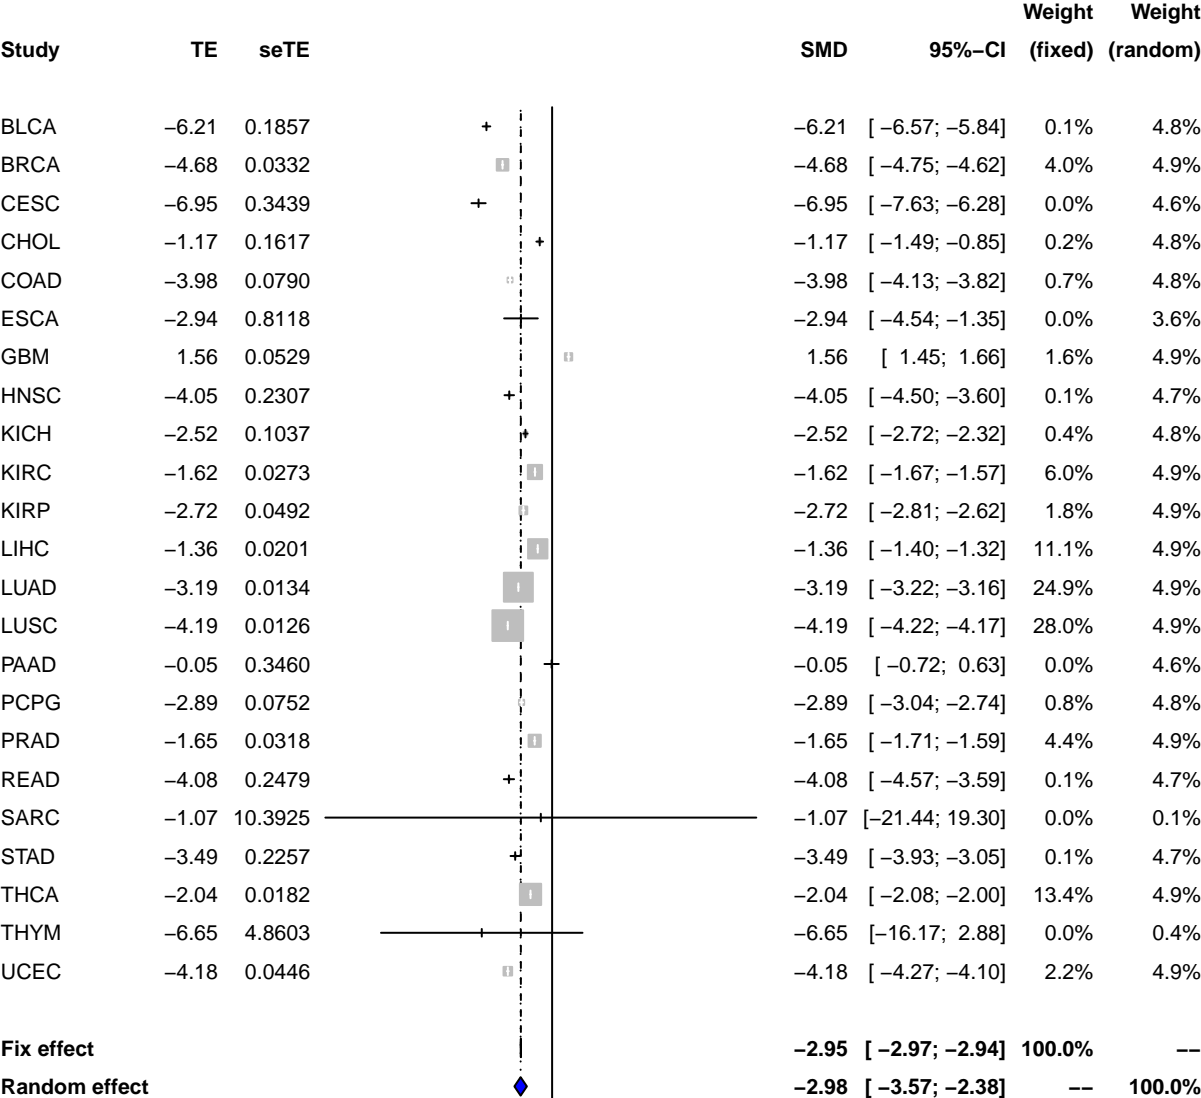 Weight Weight
Study TE seTE SMD 95%−CI (fixed) (random)
BLCA −6.21 0.1857 −6.21 [ −6.57; −5.84] 0.1% 4.8%
BRCA −4.68 0.0332 −4.68 [ −4.75; −4.62] 4.0% 4.9%
CESC −6.95 0.3439 −6.95 [ −7.63; −6.28] 0.0% 4.6%
CHOL −1.17 0.1617 −1.17 [ −1.49; −0.85] 0.2% 4.8%
COAD −3.98 0.0790 −3.98 [ −4.13; −3.82] 0.7% 4.8%
ESCA −2.94 0.8118 −2.94 [ −4.54; −1.35] 0.0% 3.6%
GBM 1.56 0.0529 1.56 [ 1.45; 1.66] 1.6% 4.9%
HNSC −4.05 0.2307 −4.05 [ −4.50; −3.60] 0.1% 4.7%
KICH −2.52 0.1037 −2.52 [ −2.72; −2.32] 0.4% 4.8%
KIRC −1.62 0.0273 −1.62 [ −1.67; −1.57] 6.0% 4.9%
KIRP −2.72 0.0492 −2.72 [ −2.81; −2.62] 1.8% 4.9%
LIHC −1.36 0.0201 −1.36 [ −1.40; −1.32] 11.1% 4.9%
LUAD −3.19 0.0134 −3.19 [ −3.22; −3.16] 24.9% 4.9%
LUSC −4.19 0.0126 −4.19 [ −4.22; −4.17] 28.0% 4.9%
PAAD −0.05 0.3460 −0.05 [ −0.72; 0.63] 0.0% 4.6%
PCPG −2.89 0.0752 −2.89 [ −3.04; −2.74] 0.8% 4.8%
PRAD −1.65 0.0318 −1.65 [ −1.71; −1.59] 4.4% 4.9%
READ −4.08 0.2479 −4.08 [ −4.57; −3.59] 0.1% 4.7%
SARC −1.07 10.3925 −1.07 [−21.44; 19.30] 0.0% 0.1%
STAD −3.49 0.2257 −3.49 [ −3.93; −3.05] 0.1% 4.7%
THCA −2.04 0.0182 −2.04 [ −2.08; −2.00] 13.4% 4.9%
THYM −6.65 4.8603 −6.65 [−16.17; 2.88] 0.0% 0.4%
UCEC −4.18 0.0446 −4.18 [ −4.27; −4.10] 2.2% 4.9%
Fix effect −2.95 [ −2.97; −2.94] 100.0% −−
Random effect −2.98 [ −3.57; −2.38] −− 100.0%